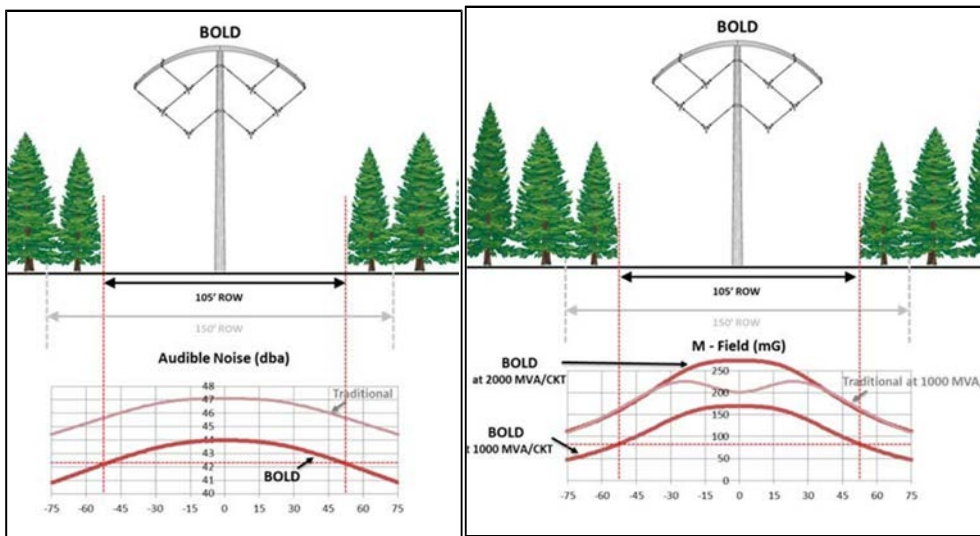 BOLD
105' ROW
150' ROW
Audible Noise (dba)
48
47
46
45
44
43
42
41
40
Traditional
BOLD
-75 -60 -45 -30 -15 0 15 30 45 60 75
BOLD
105' ROW
150' ROW
M - Field (mG)
BOLD
at 2000 MVA/CKT
250
200
150
100
50
0
Traditional at 1000 MVA
BOLD
t 1000 MVA/CKT
-75 -60 -45 -30 -15 0 15 30 45 60 75